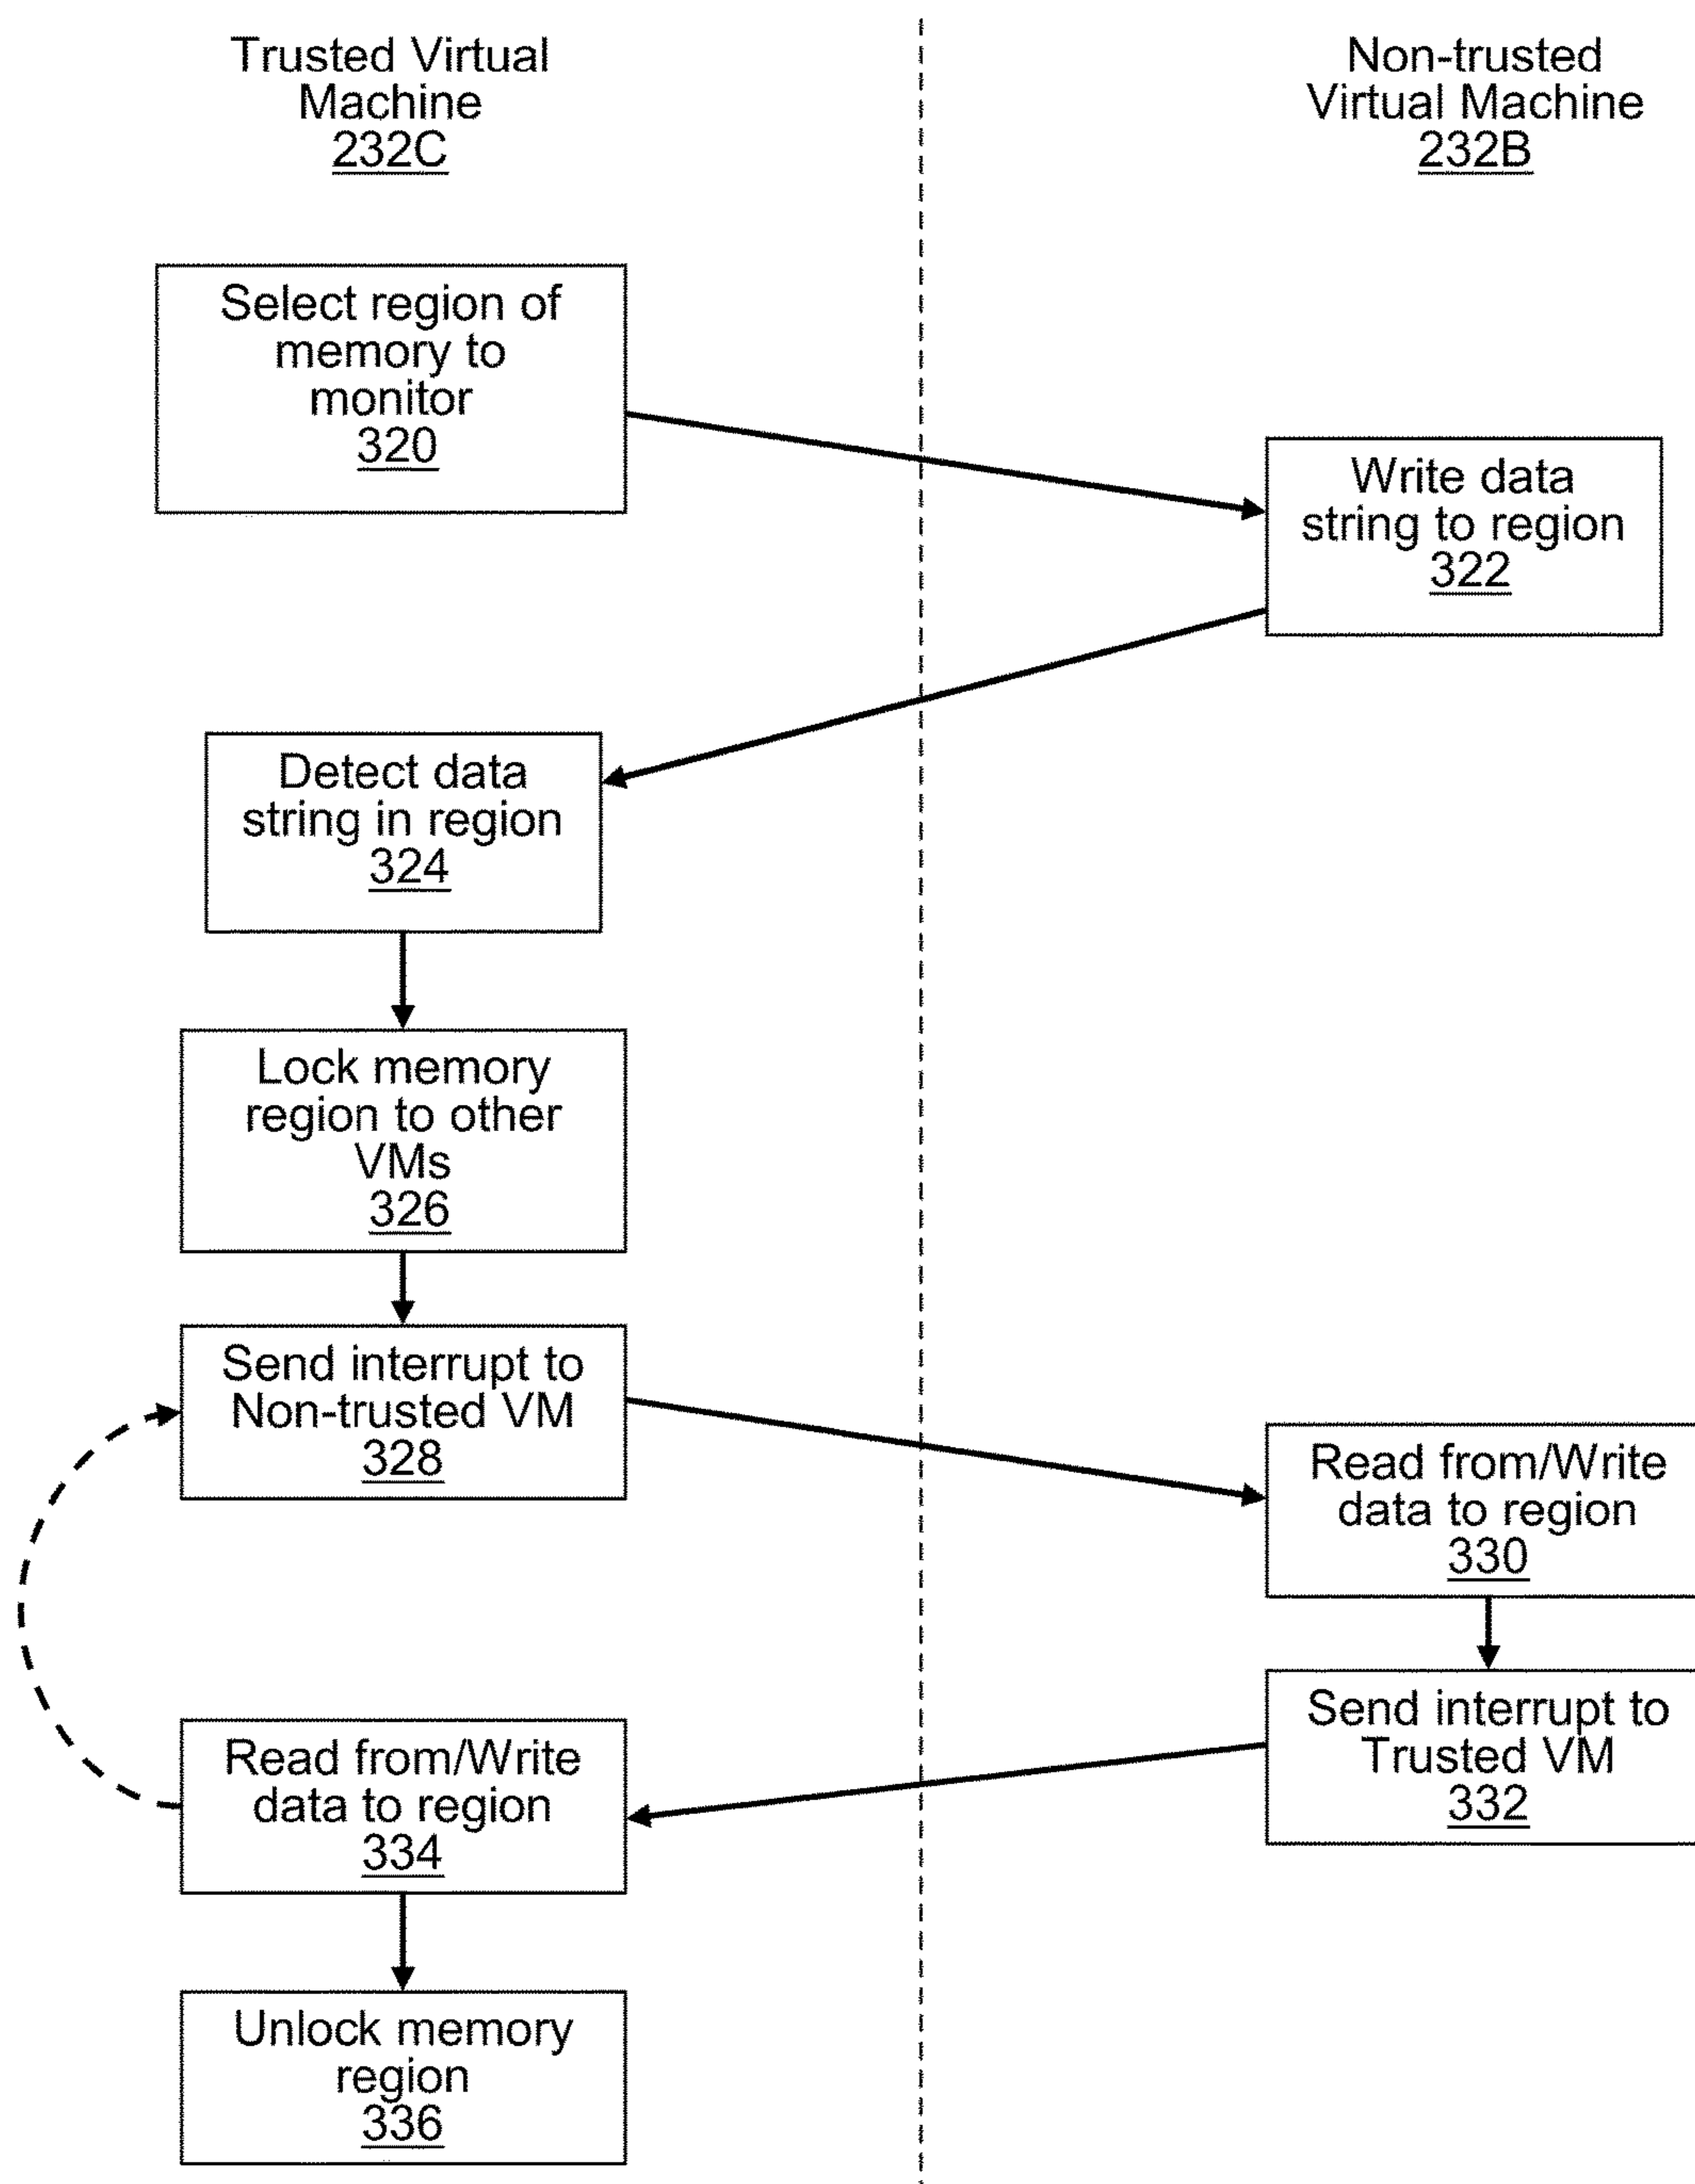 Trusted Virtual
Machine
232C
Non-trusted
Virtual Machine
232B
Select region of
memory to
monitor
320
Write data
string to region
322
Detect data
string in region
324
Lock memory
region to other
VMs
326
Send interrupt to
Non-trusted VM
328
Read from/Write
data to region
330
Send interrupt to
Trusted VM
332
Read from/Write
data to region
334
Unlock memory
region
336